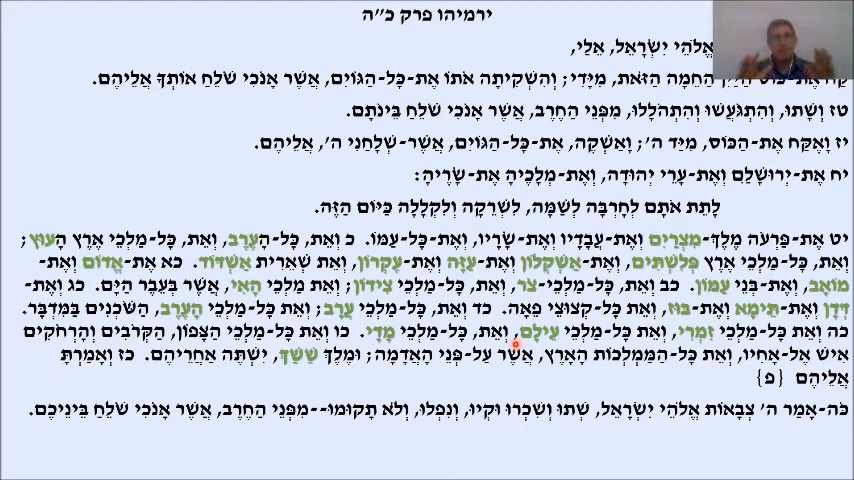 ירמיהו פרק כ״ה
אֱלֹהֵי יִשְׂרָאֵל, אֵלַי,
הַחֵמָה הַזֹּאת, מִיָּדִי; וְהִשְׁקִיתָה אֹתוֹ אֶת-כָּל-הַגּוֹיִם, אֲשֶׁר אָנֹכִי שֹׁלֵחַ אוֹתְךָ אֲלֵיהֶם.
טז וְשָׁתוּ, וְהִתְגֹּעֲשׁוּ וְהִתְהֹלָלוּ, מִפְּנֵי הַחֶרֶב, אֲשֶׁר אָנֹכִי שֹׁלֵחַ בֵּינֹתָם.
יז וָאֶקַּח אֶת-הַכּוֹס, מִיַּד ה'; וָאַשְׁקֶה, אֶת-כָּל-הַגּוֹיִם, אֲשֶׁר-שְׁלָחַנִי ה', אֲלֵיהֶם.
יח אֶת-יְרוּשָׁלִַם וְאֶת-עָרֵי יְהוּדָה, וְאֶת-מְלָכֶיהָ אֶת-שָׂרֶיהָ:
לָתֵת אֹתָם לְחָרְבָּה לְשַׁמָּה, לִשְׁרֵקָה וְלִקְלָלָה כַּיּוֹם הַזֶּה.
יט אֶת-פַּרְעֹה מֶלֶךְ-מִצְרַיִם וְאֶת-עֲבָדָיו וְאֶת-שָׂרָיו, וְאֶת-כָּל-עַמּוֹ. כ וְאֵת, כָּל-הָעֶרֶב, וְאֵת, כָּל-מַלְכֵי אֶרֶץ הָעוּץ;
וְאֵת, כָּל-מַלְכֵי אֶרֶץ פְּלִשְׁתִּים, וְאֶת-אַשְׁקְלוֹן וְאֶת-עַזָּה וְאֶת-עֶקְרוֹן, וְאֵת שְׁאֵרִית אַשְׁדּוֹד. כא אֶת-אֱדוֹם וְאֶת-
מוֹאָב, וְאֶת-בְּנֵי עַמּוֹן. כב וְאֵת כָּל-מַלְכֵי-צֹר, וְאֵת, כָּל-מַלְכֵי צִידוֹן; וְאֵת מַלְכֵי הָאִי, אֲשֶׁר בְּעֵבֶר הַיָּם. כג וְאֶת-
דְּדָן וְאֶת-תֵּימָא וְאֶת-בּוּז, וְאֵת כָּל-קְצוּצֵי פֵאָה. כד וְאֵת, כָּל-מַלְכֵי עֲרָב; וְאֵת כָּל-מַלְכֵי הָעֶרֶב, הַשֹּׁכְנִים בַּמִּדְבָּר.
כה וְאֵת כָּל-מַלְכֵי זִמְרִי, וְאֵת כָּל-מַלְכֵי עֵילָם, וְאֵת, כָּל-מַלְכֵי מָדָי. כו וְאֵת כָּל-מַלְכֵי הַצָּפוֹן, הַקְּרֹבִים וְהָרְחֹקִים
אִישׁ אֶל-אָחִיו, וְאֵת כָּל-הַמַּמְלְכוֹת הָאָרֶץ, אֲשֶׁר עַל-פְּנֵי הָאֲדָמָה; וּמֶלֶךְ שֵׁשַׁךְ, יִשְׁתֶּה אַחֲרֵיהֶם. כז וְאָמַרְתָּ
אֲלֵיהֶם {פ}
כֹּה-אָמַר ה' צְבָאוֹת אֱלֹהֵי יִשְׂרָאֵל, שְׁתוּ וְשִׁכְרוּ וּקְיוּ, וְנִפְלוּ, וְלֹא תָקוּמוּ--מִפְּנֵי הַחֶרֶב, אֲשֶׁר אָנֹכִי שֹׁלֵחַ בֵּינֵיכֶם.